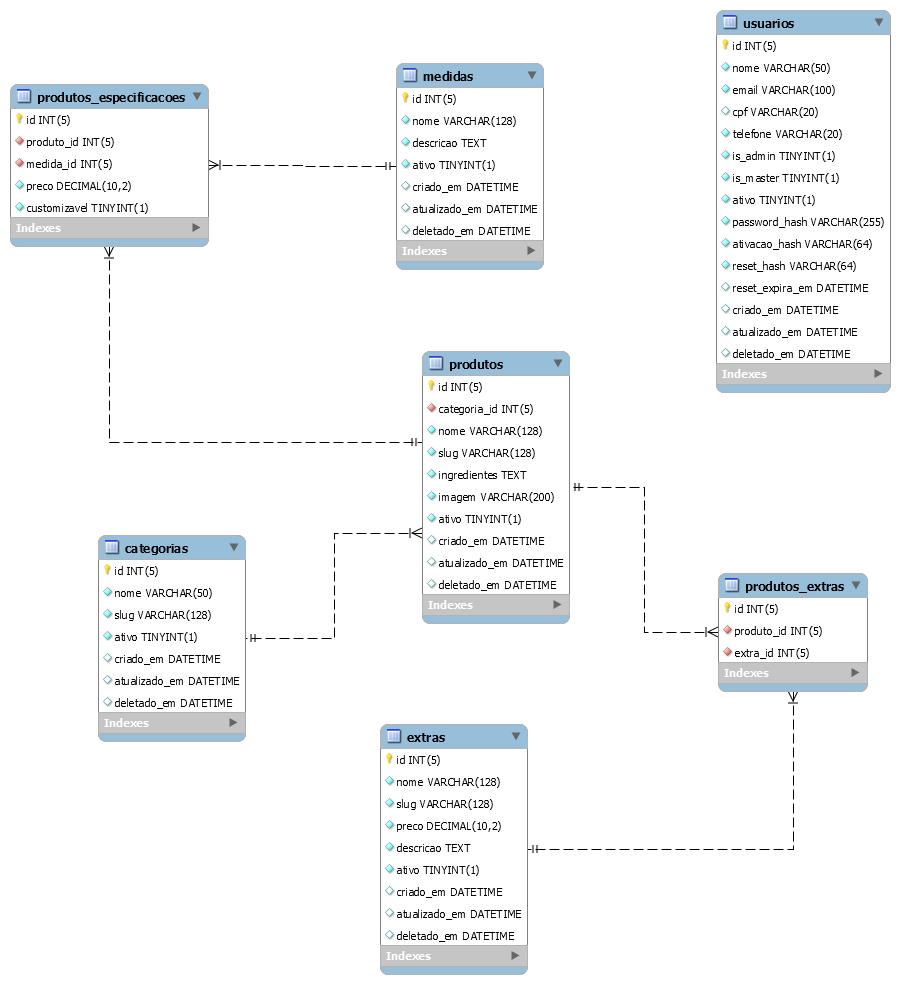 usuarios
id INT(5)
nome VARCHAR(50)
email VARCHAR(100)
cpf VARCHAR(20)
telefone VARCHAR(20)
is_admin TINYINT(1)
is_master TINYINT(1)
ativo TINYINT(1)
password_hash VARCHAR(255)
ativacao_hash VARCHAR(64)
reset_hash VARCHAR(64)
reset_expira_em DATETIME
criado_em DATETIME
atualizado_em DATETIME
deletado_em DATETIME
Indexes
medidas
id INT(5)
nome VARCHAR(128)
descricao TEXT
ativo TINYINT(1)
criado_em DATETIME
atualizado_em DATETIME
deletado_em DATETIME
Indexes
produtos_especificacoes
id INT(5)
produto_id INT(5)
medida_id INT(5)
preco DECIMAL(10,2)
customizavel TINYINT(1)
Indexes
produtos
id INT(5)
categoria_id INT(5)
nome VARCHAR(128)
slug VARCHAR(128)
ingredientes TEXT
imagem VARCHAR(200)
ativo TINYINT(1)
criado_em DATETIME
atualizado_em DATETIME
deletado_em DATETIME
Indexes
categorias
id INT(5)
nome VARCHAR(50)
slug VARCHAR(128)
ativo TINYINT(1)
criado_em DATETIME
atualizado_em DATETIME
deletado_em DATETIME
Indexes
produtos_extras
id INT(5)
produto_id INT(5)
extra_id INT(5)
Indexes
extras
id INT(5)
nome VARCHAR(128)
slug VARCHAR(128)
preco DECIMAL(10,2)
descricao TEXT
ativo TINYINT(1)
criado_em DATETIME
atualizado_em DATETIME
deletado_em DATETIME
Indexes